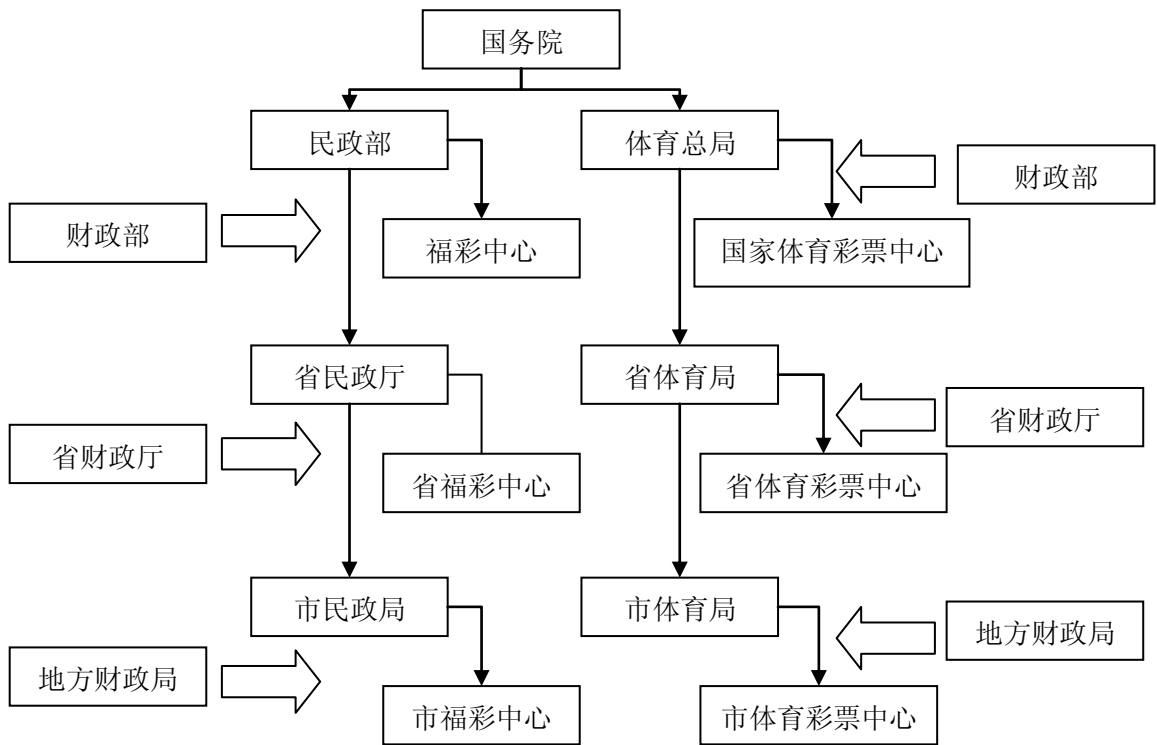 国务院
民政部
体育总局
财政部
财政部
福彩中心
国家体育彩票中心
省民政厅
省体育局
省财政厅
省财政厅
省福彩中心
省体育彩票中心
市民政局
市体育局
地方财政局
地方财政局
市福彩中心
市体育彩票中心